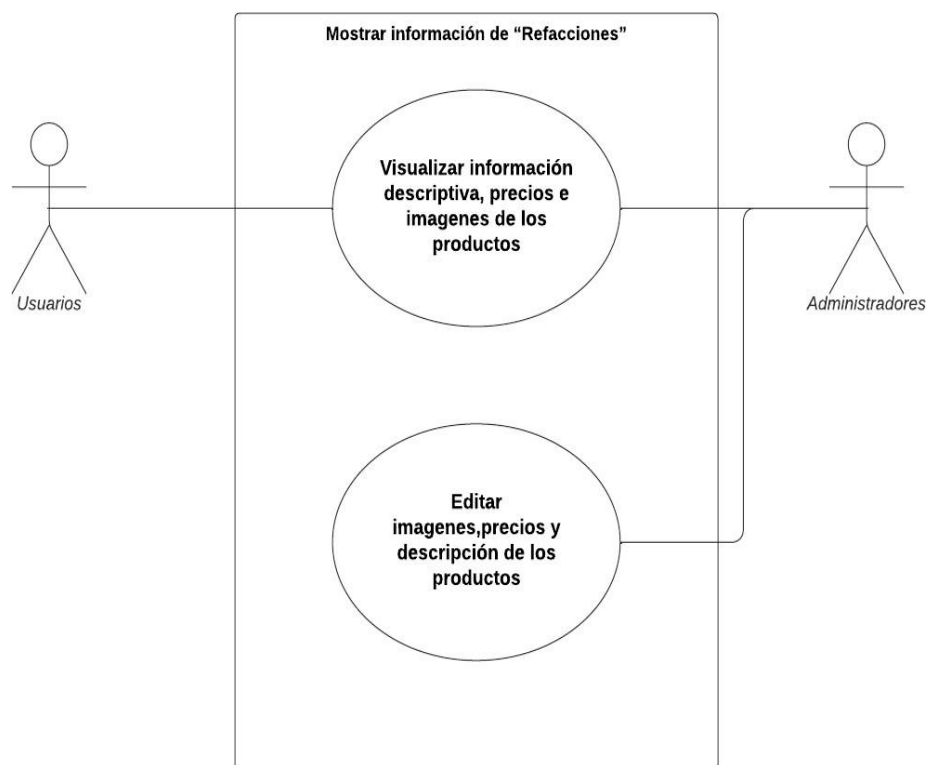 Mostrar información de “Refacciones”
Visualizar información
descriptiva, precios e
imagenes de los
productos
Usuarios
Administradores
Editar
imagenes,precios y
descripción de los
productos